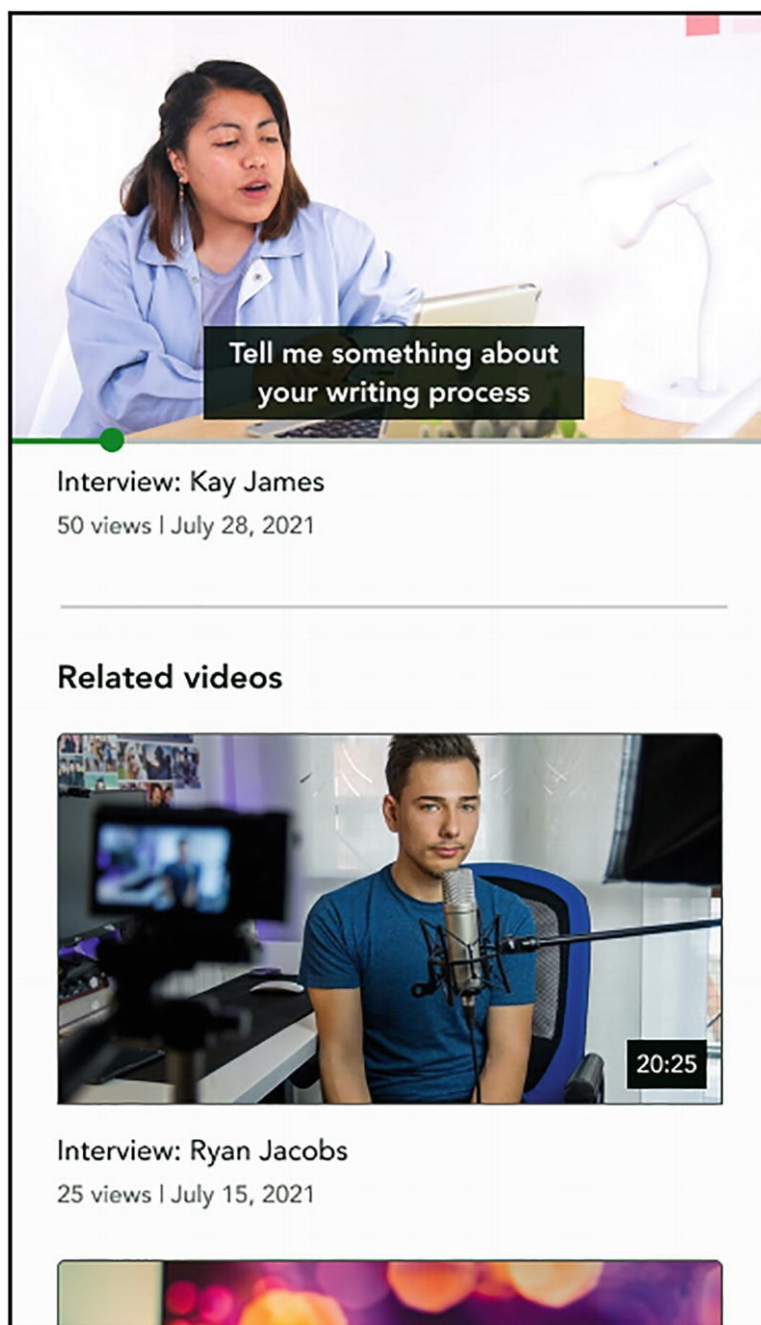 Tell me something about
your writing process
Interview: Kay James
50 views | July 28, 2021
Related videos
20:25
Interview: Ryan Jacobs
25 views | July 15, 2021